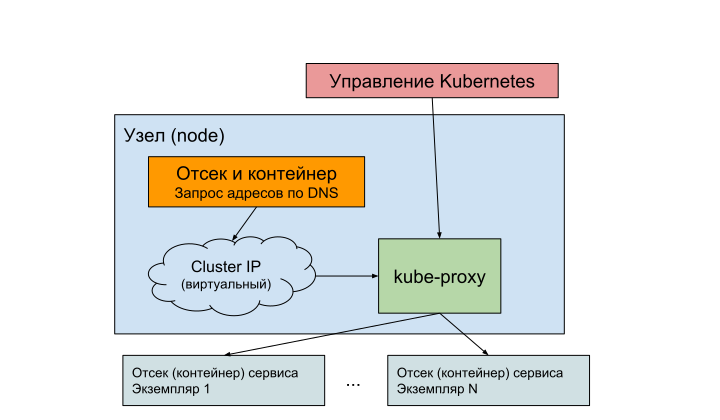 Управление Kubernetes
Узел (node)
Отсек и контейнер
Запрос адресов по DNS
Cluster IP
(виртуальный)
kube-proxy
Отсек (контейнер) сервиса
Экземпляр 1
...
Отсек (контейнер) сервиса
Экземпляр N